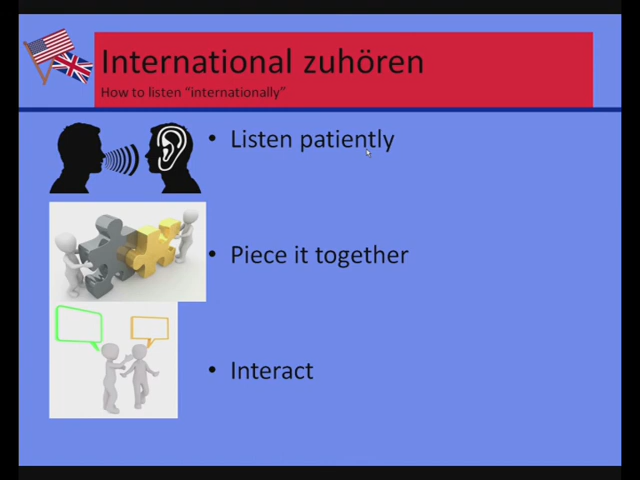 International zuhören
How to listen “internationally”
• Listen patiently
• Piece it together
• Interact